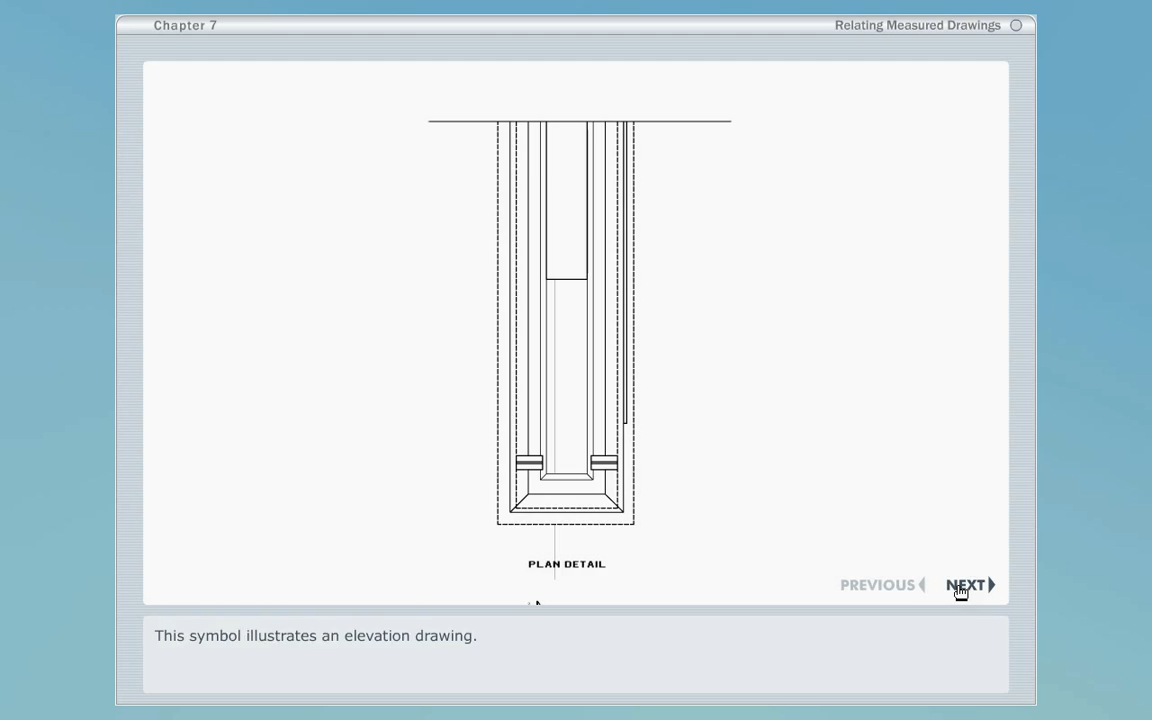 Chapter 7
Relating Measured Drawings
PLAN DETAIL
PREVIOUS
NEXT
This symbol illustrates an elevation drawing.